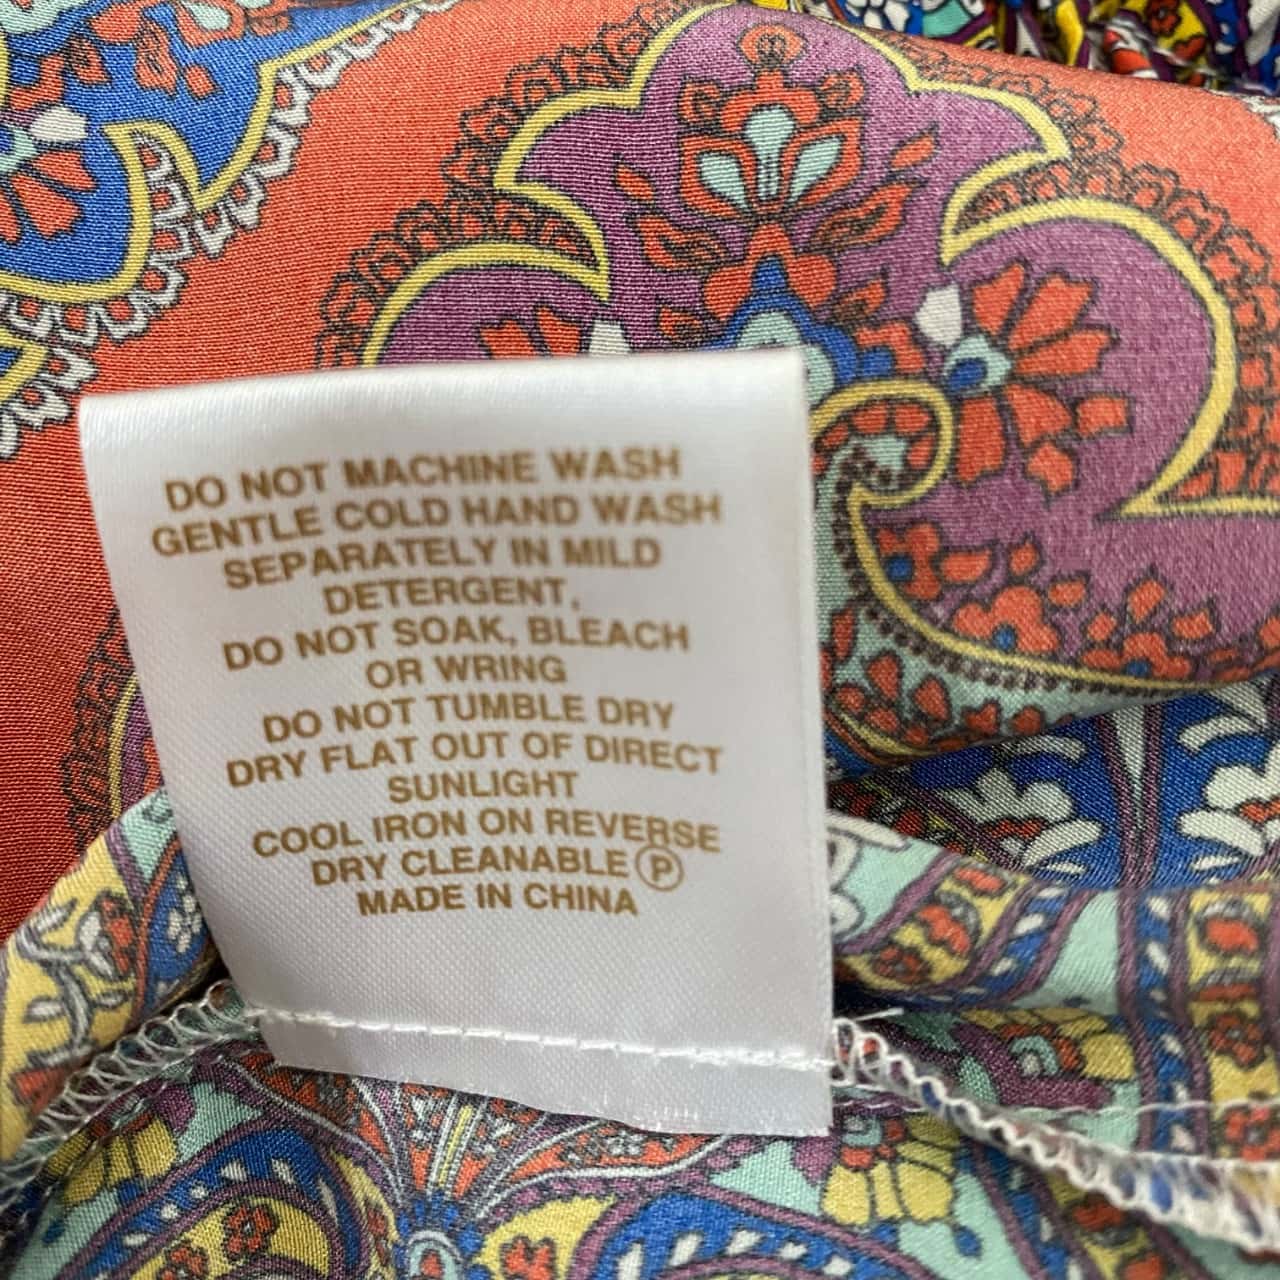 DO NOT MACHINE WASH
GENTLE COLD HAND WASH
SEPARATELY IN MILD
DETERGENT,
DO NOT SOAK, BLEACH
OR WRING
DO NOT TUMBLE DRY
DRY FLAT OUT OF DIRECT
SUNLIGHT
COOL IRON ON REVERSE
DRY CLEANABLE Ⓟ
MADE IN CHINA